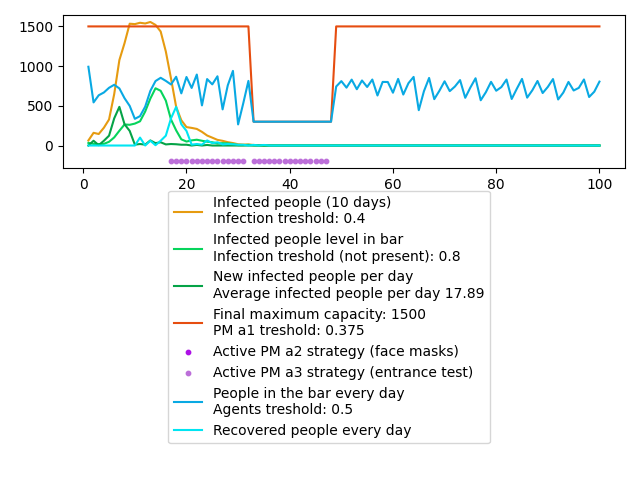 1500
1000
500
0
0
20
40
60
80
100
Infected people (10 days)
Infection treshold: 0.4
Infected people level in bar
Infection treshold (not present): 0.8
New infected people per day
Average infected people per day 17.89
Final maximum capacity: 1500
PM a1 treshold: 0.375
Active PM a2 strategy (face masks)
Active PM a3 strategy (entrance test)
People in the bar every day
Agents treshold: 0.5
Recovered people every day